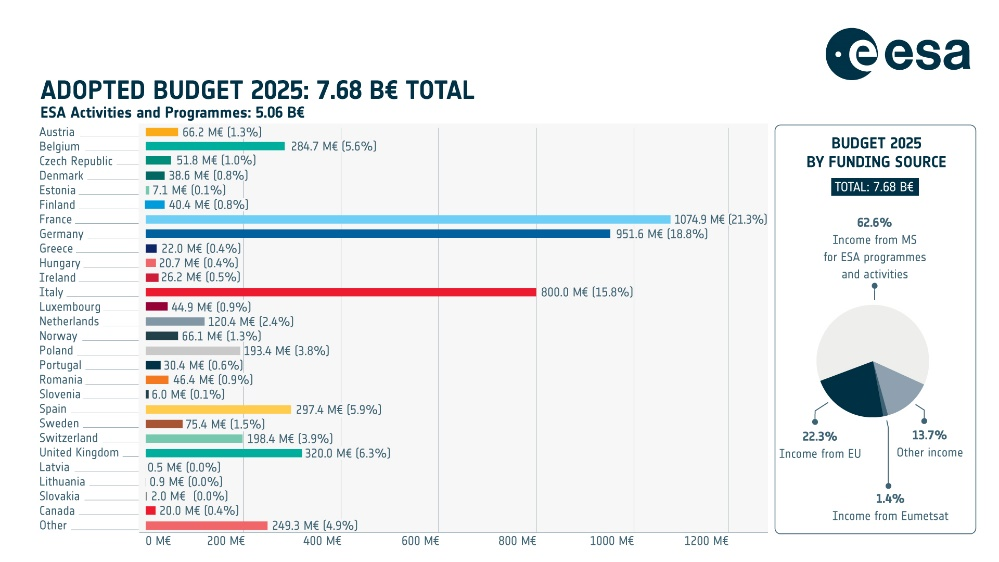 esa
ADOPTED BUDGET 2025: 7.68 B€ TOTAL
ESA Activities and Programmes: 5.06 B€
Austria 66.2 M€ (1.3%)
Belgium 284.7 M€ (5.6%)
Czech Republic 51.8 M€ (1.0%)
Denmark 38.6 M€ (0.8%)
Estonia 7.1 M€ (0.1%)
Finland 40.4 M€ (0.8%)
France 1074.9 M€ (21.3%)
Germany 951.6 M€ (18.8%)
Greece 22.0 M€ (0.4%)
Hungary 20.7 M€ (0.4%)
Ireland 26.2 M€ (0.5%)
Italy 800.0 M€ (15.8%)
Luxembourg 44.9 M€ (0.9%)
Netherlands 120.4 M€ (2.4%)
Norway 66.1 M€ (1.3%)
Poland 193.4 M€ (3.8%)
Portugal 30.4 M€ (0.6%)
Romania 46.4 M€ (0.9%)
Slovenia 6.0 M€ (0.1%)
Spain 297.4 M€ (5.9%)
Sweden 75.4 M€ (1.5%)
Switzerland 198.4 M€ (3.9%)
United Kingdom 320.0 M€ (6.3%)
Latvia 0.5 M€ (0.0%)
Lithuania 0.9 M€ (0.0%)
Slovakia 2.0 M€ (0.0%)
Canada 20.0 M€ (0.4%)
Other 249.3 M€ (4.9%)
0 M€ 200 M€ 400 M€ 600 M€ 800 M€ 1000 M€ 1200 M€
BUDGET 2025
BY FUNDING SOURCE
TOTAL: 7.68 B€
62.6%
Income from MS
for ESA programmes
and activities
22.3%
Income from EU
13.7%
Other income
1.4%
Income from Eumetsat